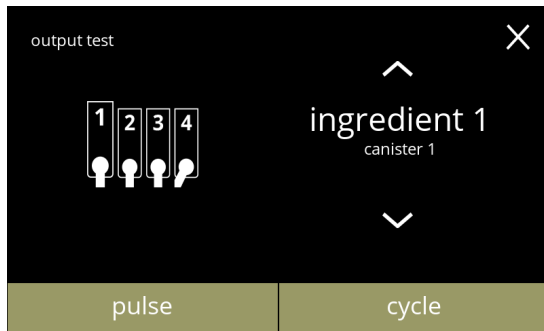 output test
1 2 3 4
ingredient 1
canister 1
pulse
cycle